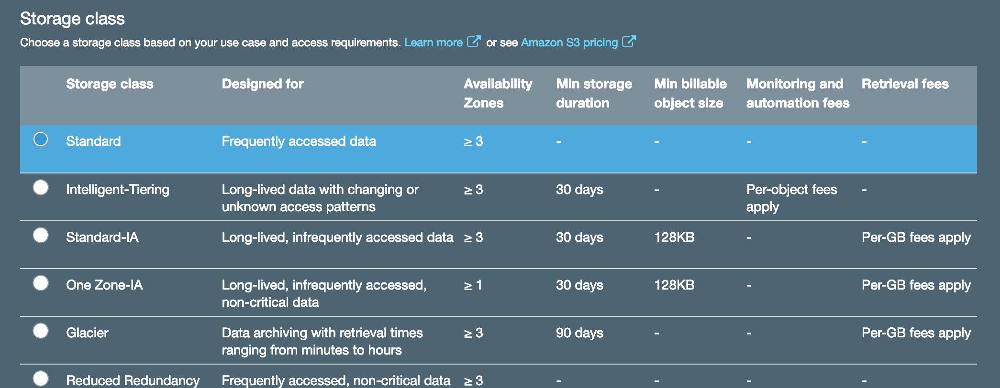 Storage class
Choose a storage class based on your use case and access requirements. Learn more or see Amazon S3 pricing
Storage class Designed for Availability Zones Min storage duration Min billable object size Monitoring and automation fees Retrieval fees
Standard Frequently accessed data ≥ 3 - - - -
Intelligent-Tiering Long-lived data with changing or unknown access patterns ≥ 3 30 days - Per-object fees apply -
Standard-IA Long-lived, infrequently accessed data ≥ 3 30 days 128KB - Per-GB fees apply
One Zone-IA Long-lived, infrequently accessed, non-critical data ≥ 1 30 days 128KB - Per-GB fees apply
Glacier Data archiving with retrieval times ranging from minutes to hours ≥ 3 90 days - - Per-GB fees apply
Reduced Redundancy Frequently accessed, non-critical data ≥ 3 - - - -